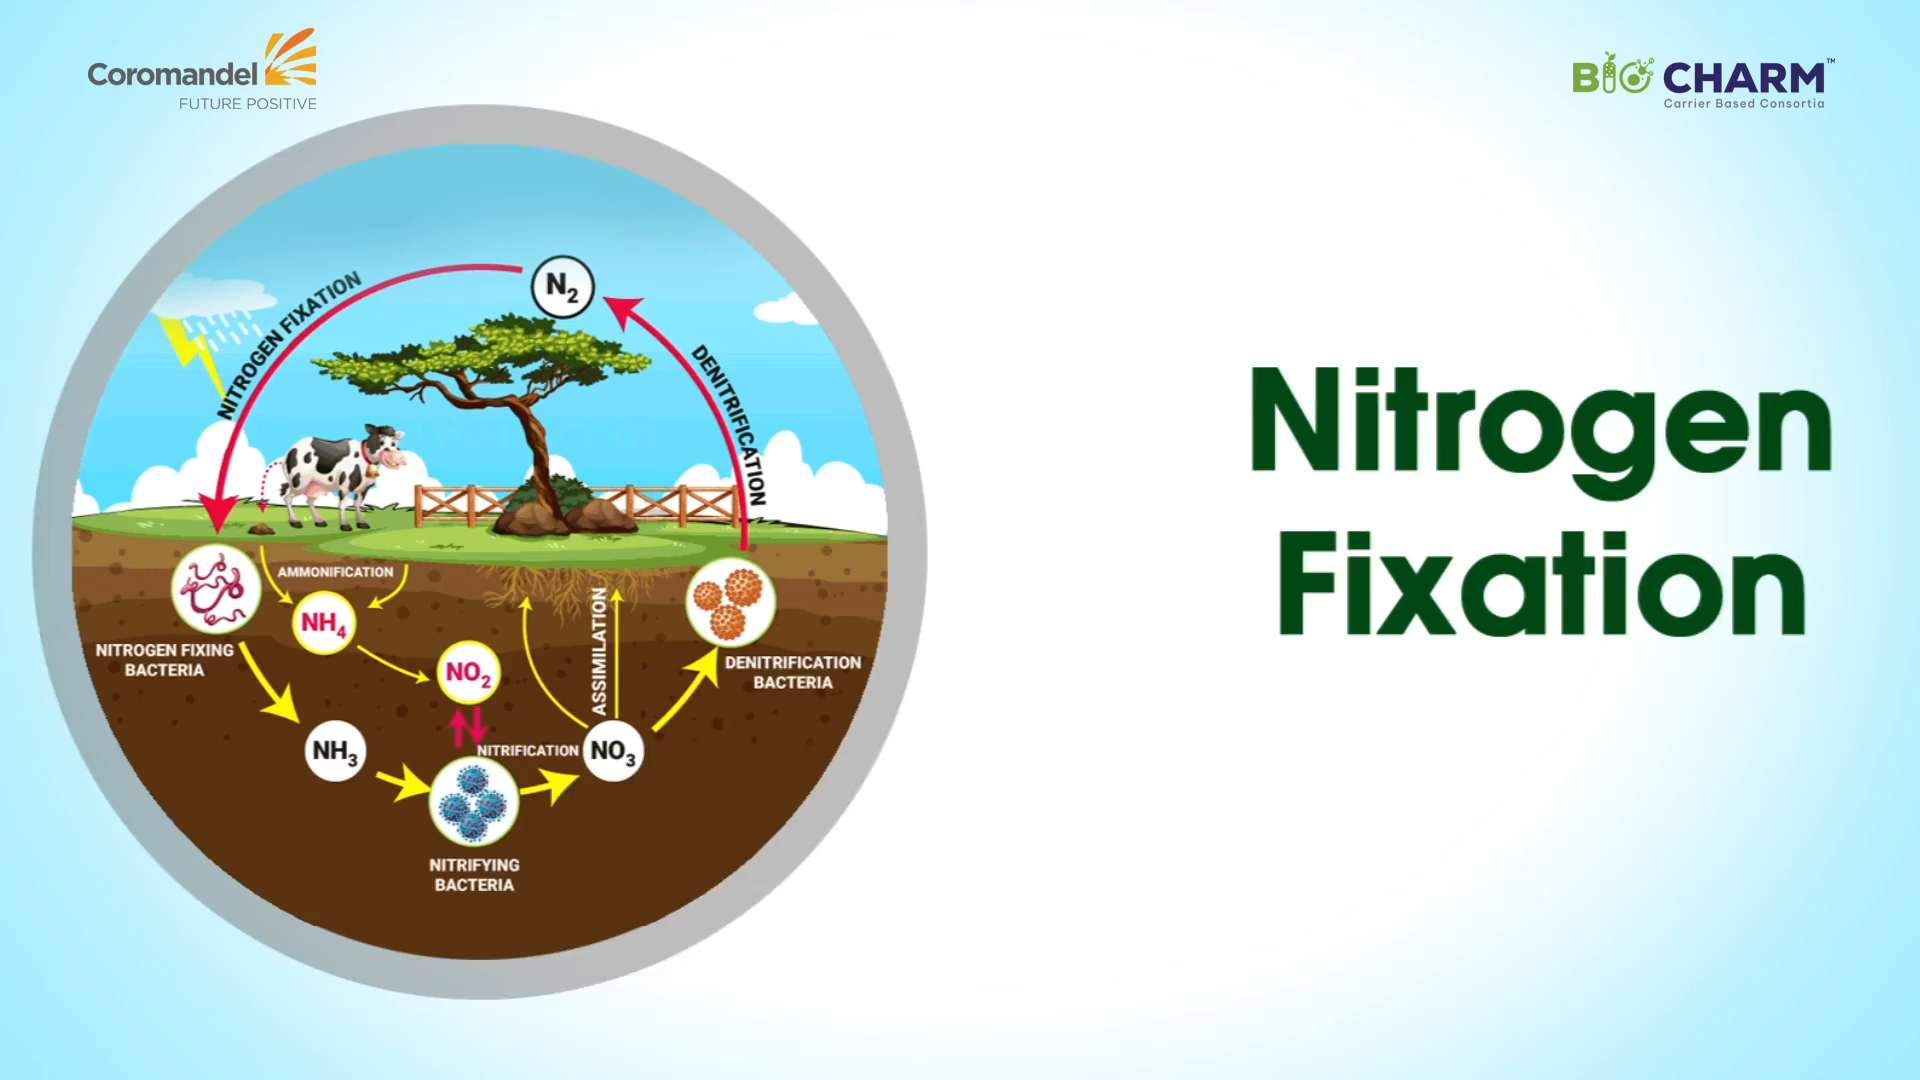 Coromandel
FUTURE POSITIVE
BIO CHARM™
Carrier Based Consortia
N2
NITROGEN FIXATION
DENITRIFICATION
AMMONIFICATION
NH4
NITROGEN FIXING
BACTERIA
NO2
ASSIMILATION
DENITRIFICATION
BACTERIA
NH3
NITRIFICATION
NO3
NITRIFYING
BACTERIA
Nitrogen
Fixation